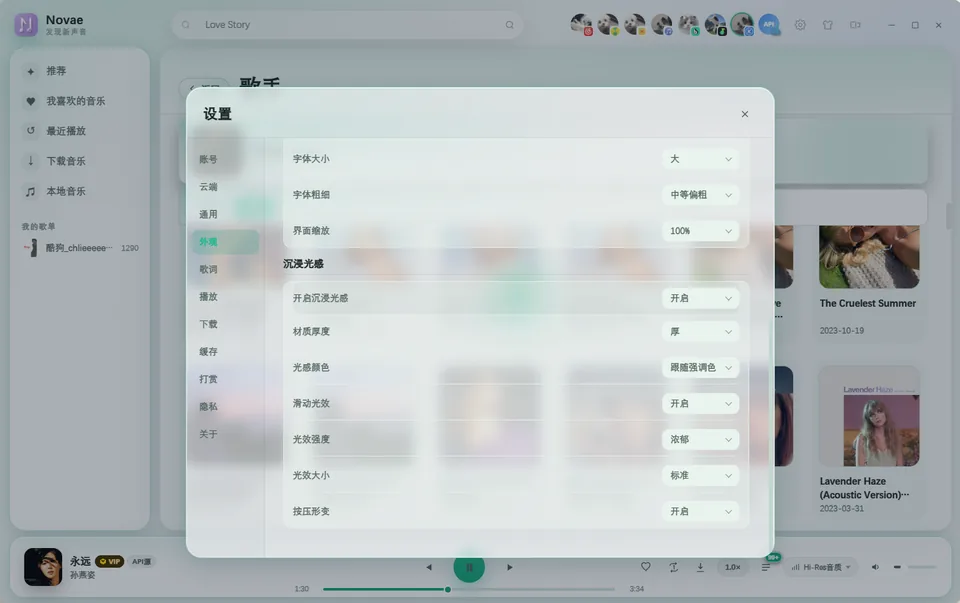 Novae
发现新声音
Love Story
API
推荐
我喜欢的音乐
最近播放
下载音乐
本地音乐
我的歌单
酷狗_chlieeeee···
1290
歌手
设置
账号
云端
通用
外观
歌词
播放
下载
缓存
打赏
隐私
关于
字体大小
大
字体粗细
中等偏粗
界面缩放
100%
沉浸光感
开启沉浸光感
开启
材质厚度
厚
光感颜色
跟随强调色
滑动光效
开启
光效强度
浓郁
光效大小
标准
按压形变
开启
The Cruelest Summer
2023-10-19
Lavender Haze
Lavender Haze
(Acoustic Version)···
2023-03-31
永远
VIP
API源
孙燕姿
1:30
3:34
1.0x
99+
Hi-Res音质